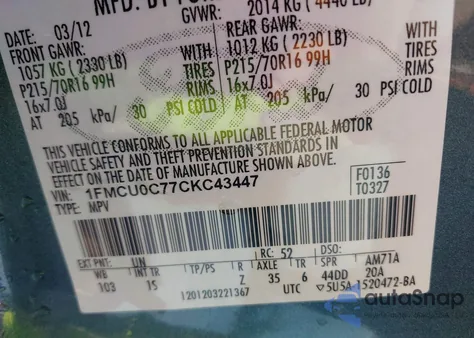 MFD. BY FOR
DATE: 03/12 GVWR: 2014 KG ( 4440 LB)
FRONT GAWR: REAR GAWR: WITH
1057 KG ( 2330 LB) WITH 1012 KG ( 2230 LB) TIRES
P215/70R16 99H TIRES P215/70R16 99H RIMS
16x7.0J RIMS 16x7.0J
AT 205 kPa/ 30 PSI COLD AT 205 kPa/ 30 PSI COLD
THIS VEHICLE CONFORMS TO ALL APPLICABLE FEDERAL MOTOR
VEHICLE SAFETY AND THEFT PREVENTION STANDARDS IN
EFFECT ON THE DATE OF MANUFACTURE SHOWN ABOVE.
VIN: 1FMCU0C77CKC43447 F0136
TYPE: MPV T0327
EXT PNT: UN RC: 52 DSO:
WB INT TR TP/PS R AXLE TR SPR AM71A
103 IS Z 35 6 44DD 20A
1201203221367 UTC ▽5U5A-1520472-BA
autoSnap